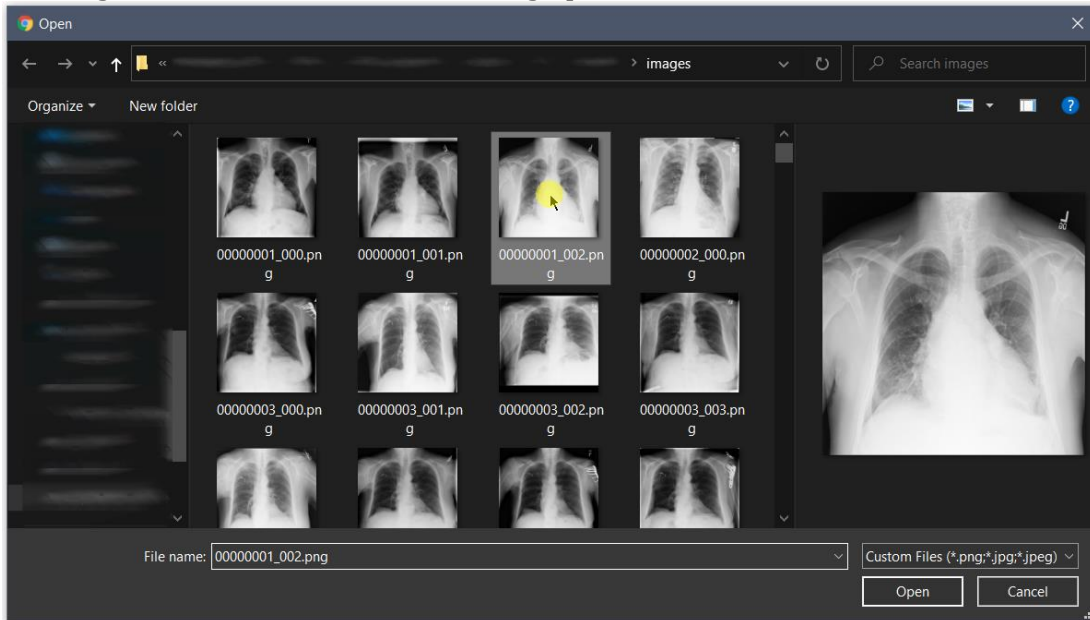 Open
« > images
Search images
Organize
New folder
00000001_000.pn
g
00000001_001.pn
g
00000001_002.pn
g
00000002_000.pn
g
00000003_000.pn
g
00000003_001.pn
g
00000003_002.pn
g
00000003_003.pn
g
File name: 00000001_002.png
Custom Files (*.png;*.jpg;*.jpeg)
Open
Cancel